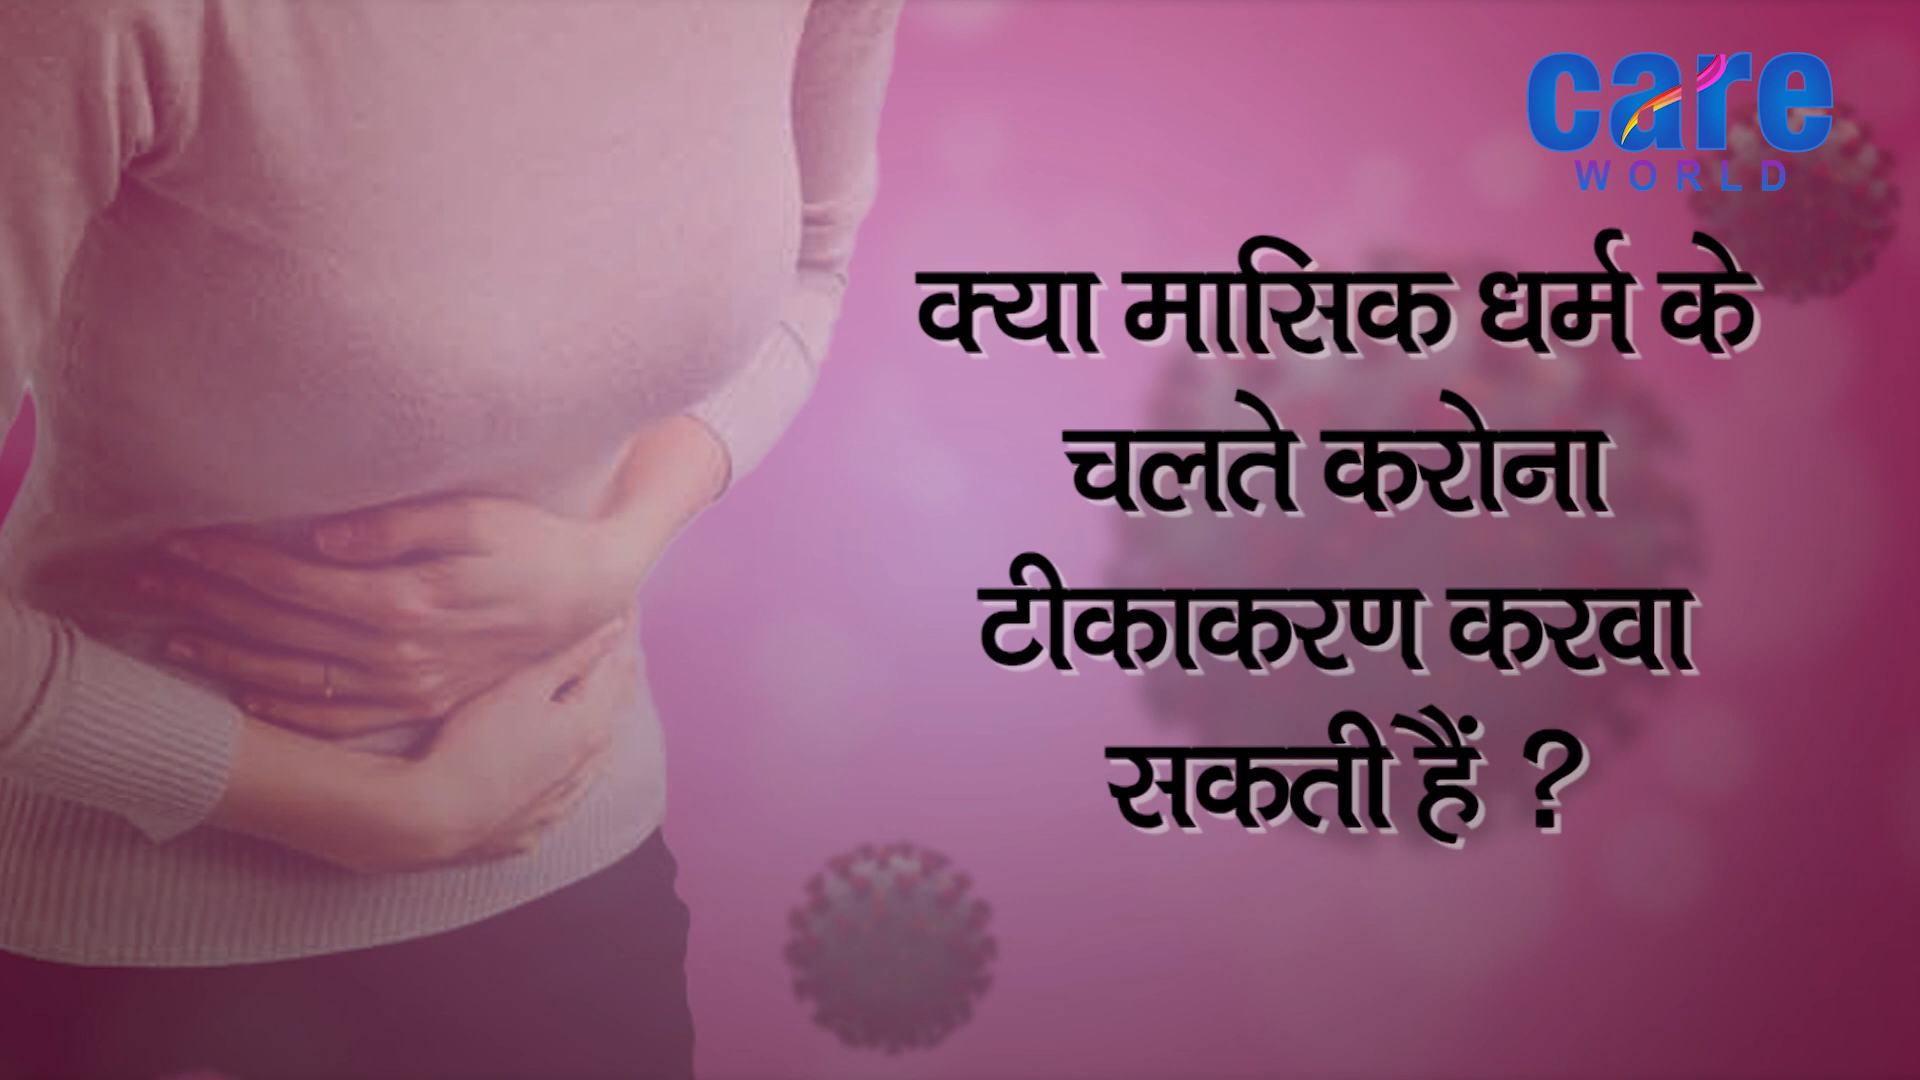 care
WORLD
क्या मासिक धर्म के
चलते करोना
टीकाकरण करवा
सकती हैं ?